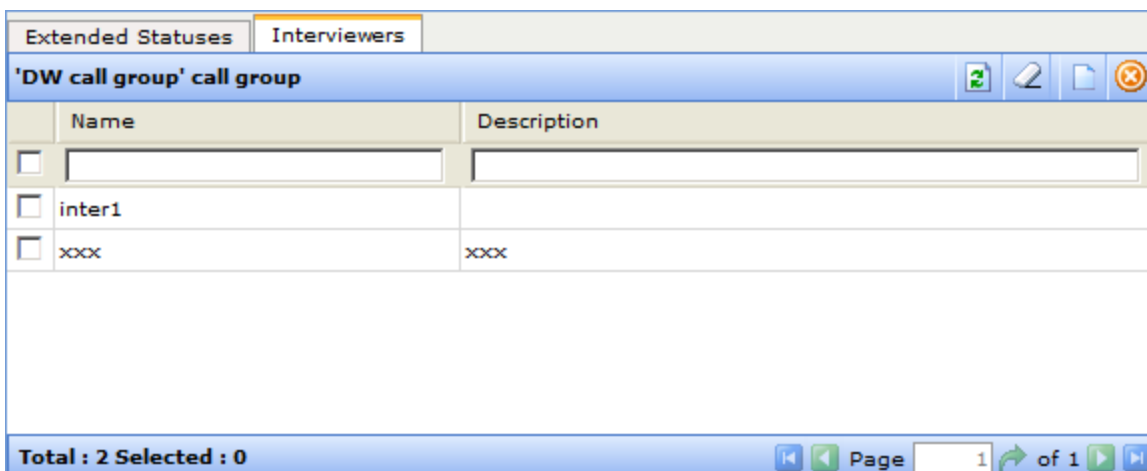 Extended Statuses Interviewers
'DW call group' call group
Name Description
inter1
xxx xxx
Total : 2 Selected : 0 Page 1 of 1